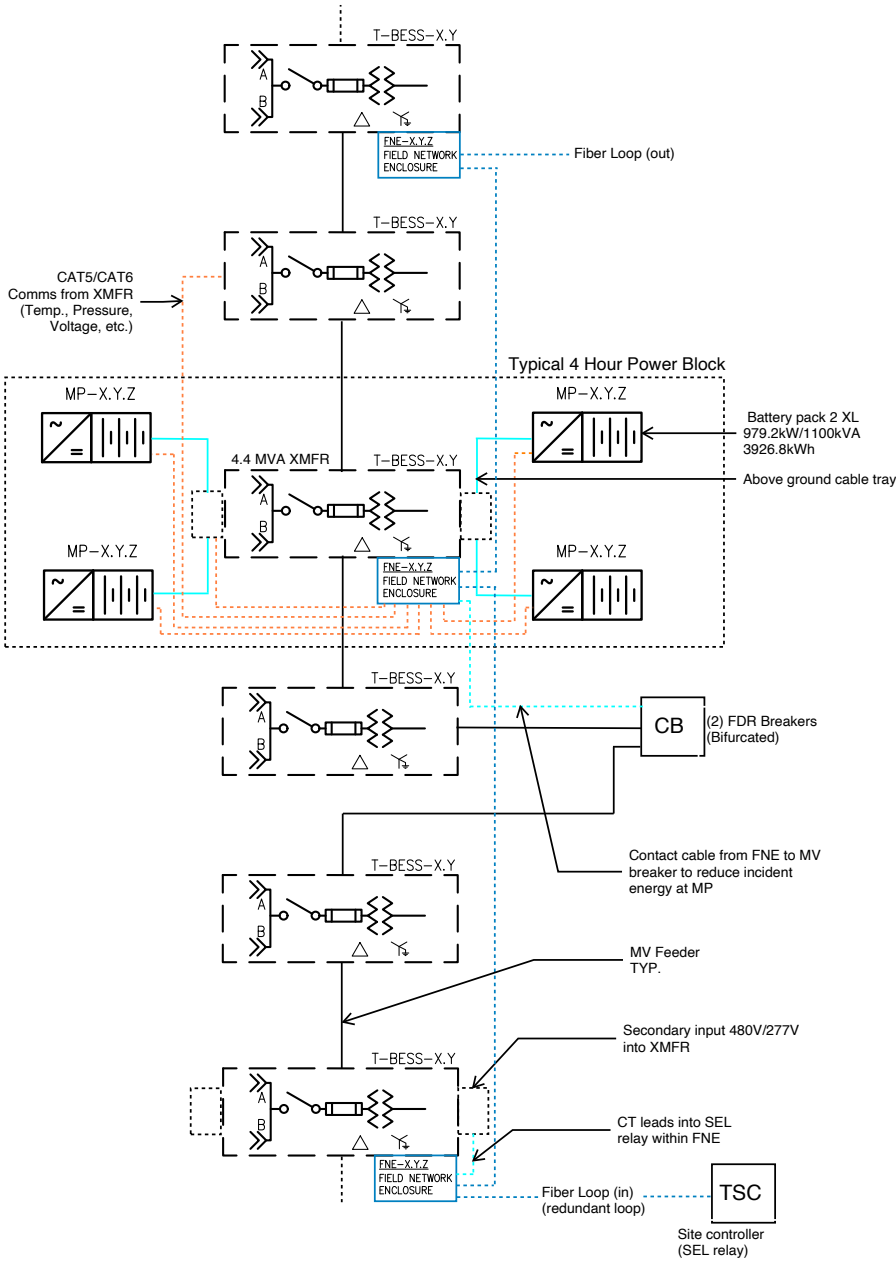 T-BESS-X.Y
A
B
FNE-X.Y.Z
FIELD NETWORK
ENCLOSURE
Fiber Loop (out)
T-BESS-X.Y
A
B
CAT5/CAT6
Comms from XMFR
(Temp., Pressure,
Voltage, etc.)
Typical 4 Hour Power Block
MP-X.Y.Z
MP-X.Y.Z
Battery pack 2 XL
979.2kW/1100kVA
3926.8kWh
4.4 MVA XMFR
T-BESS-X.Y
A
B
Above ground cable tray
MP-X.Y.Z
MP-X.Y.Z
FNE-X.Y.Z
FIELD NETWORK
ENCLOSURE
T-BESS-X.Y
A
B
CB
(2) FDR Breakers
(Bifurcated)
Contact cable from FNE to MV
breaker to reduce incident
energy at MP
T-BESS-X.Y
A
B
MV Feeder
TYP.
Secondary input 480V/277V
into XMFR
T-BESS-X.Y
A
B
CT leads into SEL
relay within FNE
FNE-X.Y.Z
FIELD NETWORK
ENCLOSURE
Fiber Loop (in)
(redundant loop)
TSC
Site controller
(SEL relay)